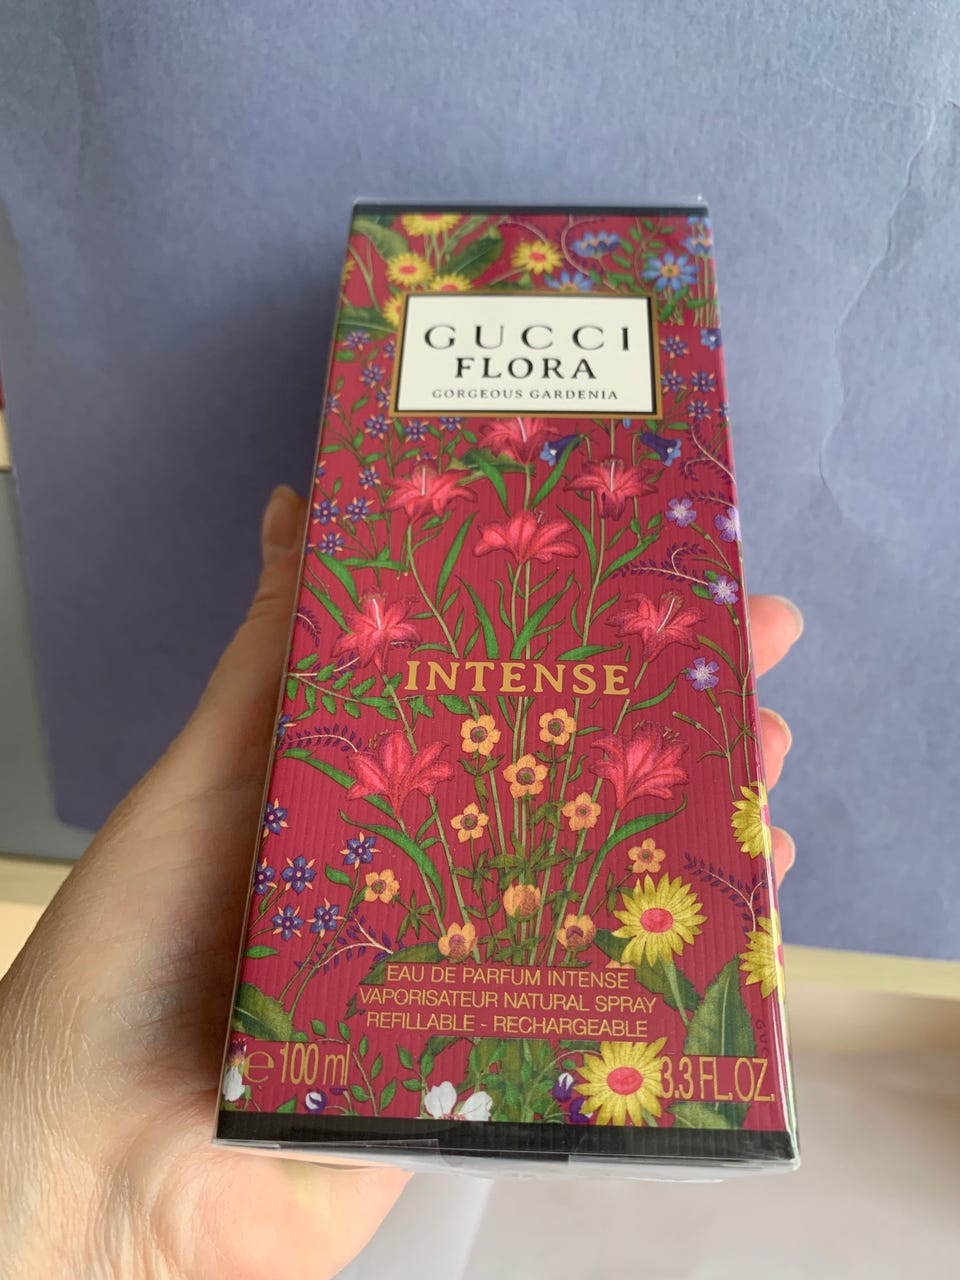 GUCCI
FLORA
GORGEOUS GARDENIA
INTENSE
EAU DE PARFUM INTENSE
VAPORISATEUR NATURAL SPRAY
REFILLABLE - RECHARGEABLE
e 100 ml
3.3 FL.OZ.